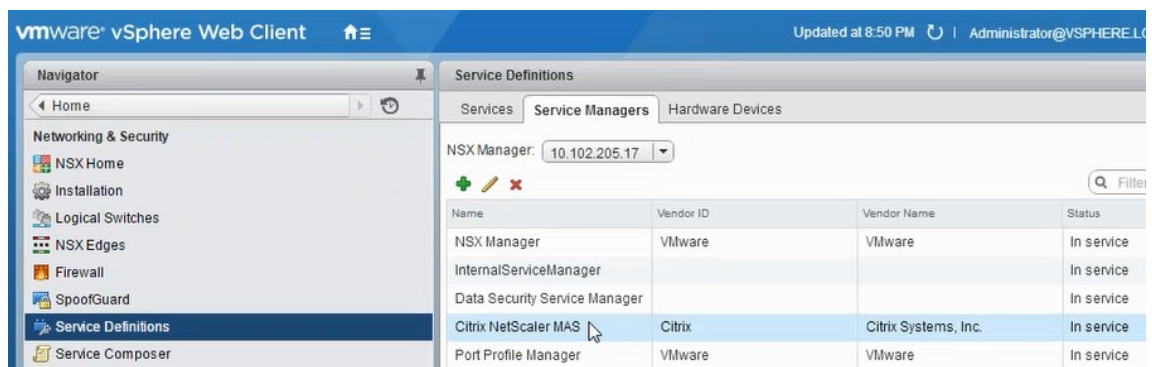 vmware® vSphere Web Client
Updated at 8:50 PM | Administrator@VSPHERE.LO
Navigator
Home
Networking & Security
NSX Home
Installation
Logical Switches
NSX Edges
Firewall
SpoofGuard
Service Definitions
Service Composer
Service Definitions
Services Service Managers Hardware Devices
NSX Manager: 10.102.205.17
Filter
Name Vendor ID Vendor Name Status
NSX Manager VMware VMware In service
InternalServiceManager In service
Data Security Service Manager In service
Citrix NetScaler MAS Citrix Citrix Systems, Inc. In service
Port Profile Manager VMware VMware In service